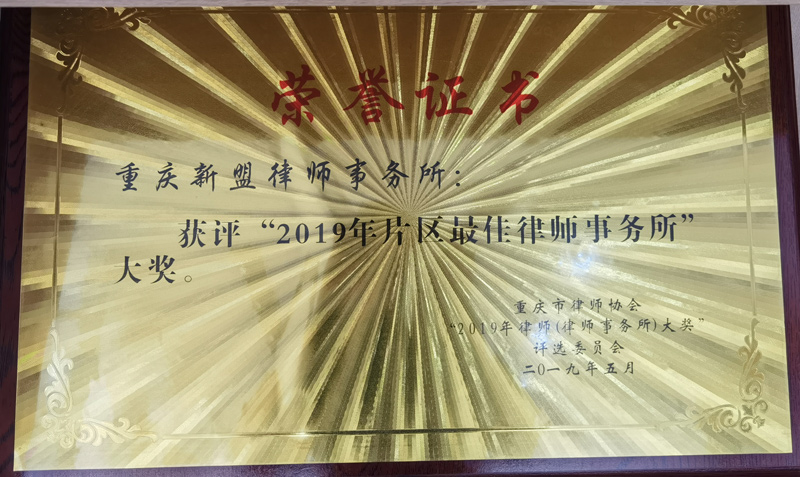 荣誉证书
重庆新盟律师事务所：
获评“2019年片区最佳律师事务所”
大奖。
重庆市律师协会
“2019年律师(律师事务所)大奖”
评选委员会
二〇一九年五月